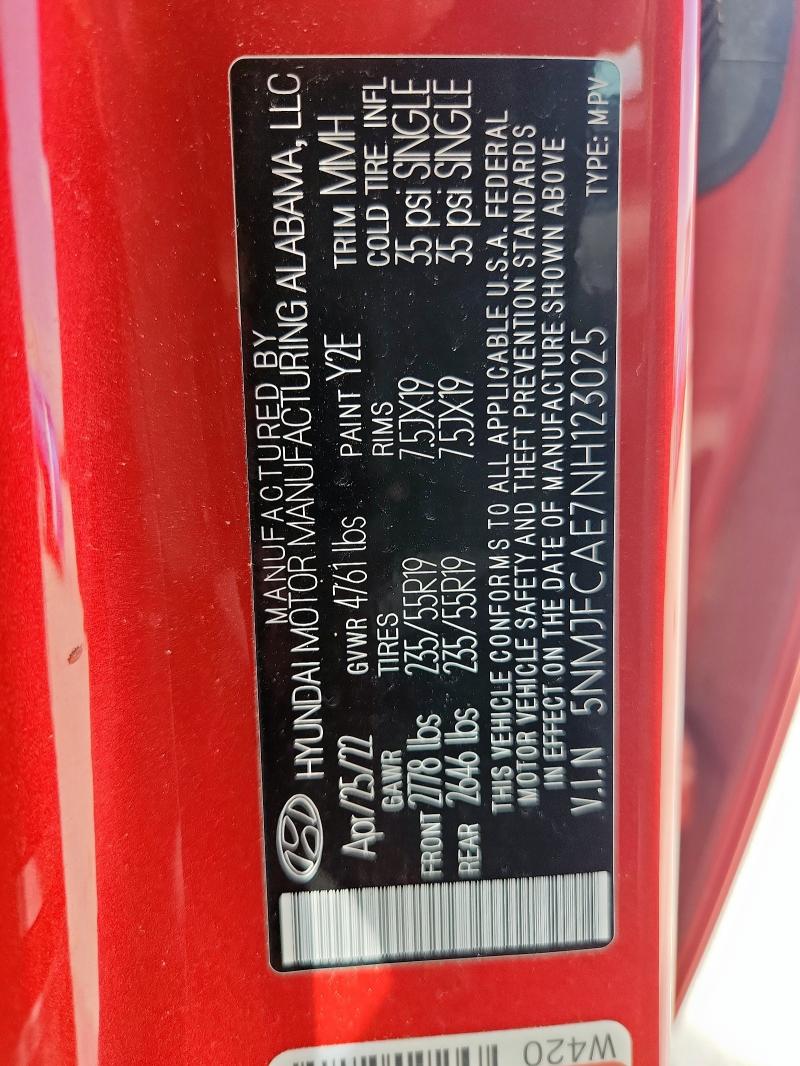 MANUFACTURED BY
HYUNDAI MOTOR MANUFACTURING ALABAMA, LLC
Apr/25/22 GVWR 4761 lbs PAINT Y2E TRIM MMH
GAWR TIRES RIMS COLD TIRE INFL
FRONT 2778 lbs 235/55R19 7.5JX19 35 psi SINGLE
REAR 2646 lbs 235/55R19 7.5JX19 35 psi SINGLE
THIS VEHICLE CONFORMS TO ALL APPLICABLE U.S.A. FEDERAL
MOTOR VEHICLE SAFETY AND THEFT PREVENTION STANDARDS
IN EFFECT ON THE DATE OF MANUFACTURE SHOWN ABOVE
V.I.N 5NMJFCAE7NH123025 TYPE: MPV
W420